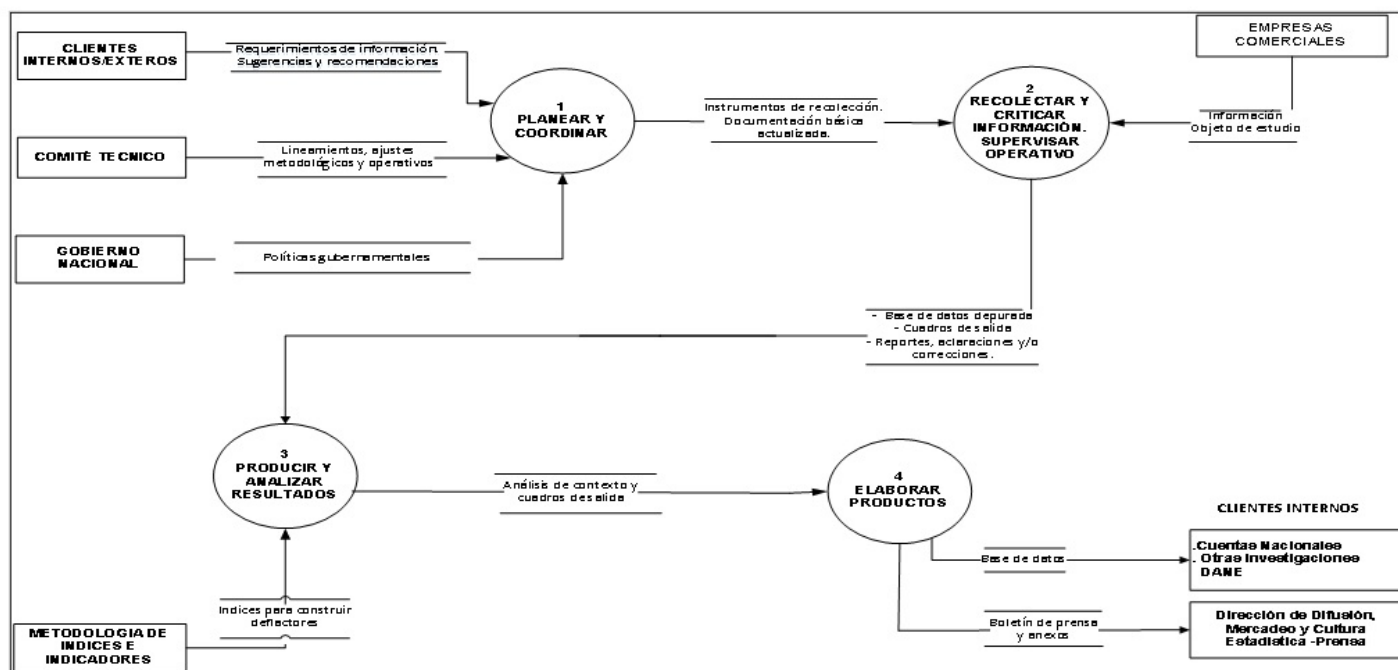 CLIENTES
INTERNOS/EXTEROS
Requerimientos de información.
Sugerencias y recomendaciones
EMPRESAS
COMERCIALES
1
PLANEAR Y
COORDINAR
Instrumentos de recolección.
Documentación básica
actualizada.
2
RECOLECTAR Y
CRITICAR
INFORMACIÓN.
SUPERVISAR
OPERATIVO
Información
Objeto de estudio
COMITÉ TECNICO
Lineamientos, ajustes
metodológicos y operativos
GOBIERNO
NACIONAL
Políticas gubernamentales
- Base de datos depurada
- Cuadros de salida
- Reportes, aclaraciones y/o
correcciones.
3
PRODUCIR Y
ANALIZAR
RESULTADOS
Análisis de contexto y
cuadros de salida
4
ELABORAR
PRODUCTOS
CLIENTES INTERNOS
Base de datos
.Cuentas Nacionales
. Otras Investigaciones
DANE
Indices para construir
deflactores
METODOLOGIA DE
INDICES E
INDICADORES
Boletín de prensa
y anexos
Dirección de Difusión,
Mercadeo y Cultura
Estadística -Prensa